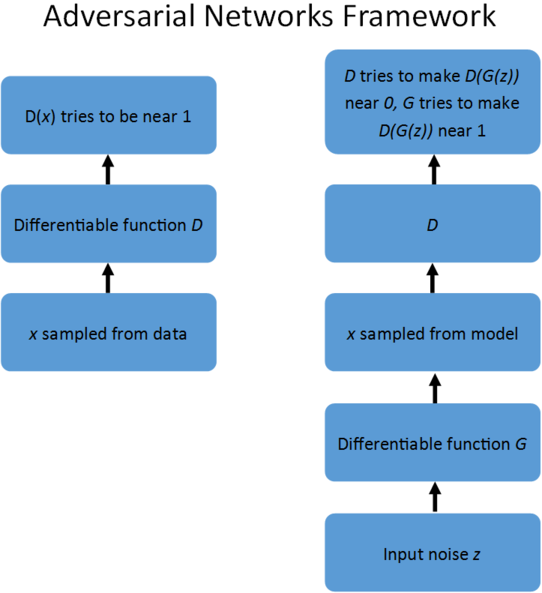 Adversarial Networks Framework
D(x) tries to be near 1
Differentiable function D
x sampled from data
D tries to make D(G(z))
near 0, G tries to make
D(G(z)) near 1
D
x sampled from model
Differentiable function G
Input noise z